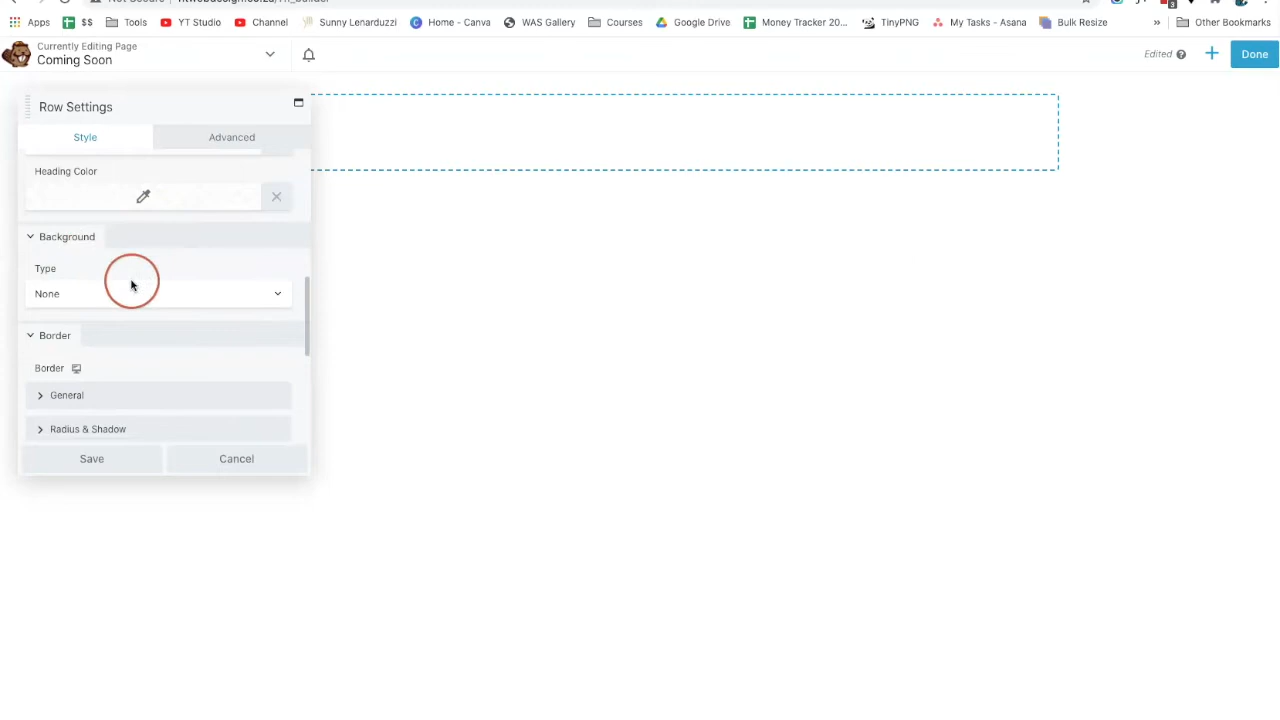 Apps
$$
Tools
YT Studio
Channel
Sunny Lenarduzzi
Home - Canva
WAS Gallery
Courses
Google Drive
Money Tracker 20...
TinyPNG
My Tasks - Asana
Bulk Resize
»
Other Bookmarks
Currently Editing Page
Coming Soon
Edited
Done
Row Settings
Style
Advanced
Heading Color
Background
Type
None
Border
Border
General
Radius & Shadow
Save
Cancel